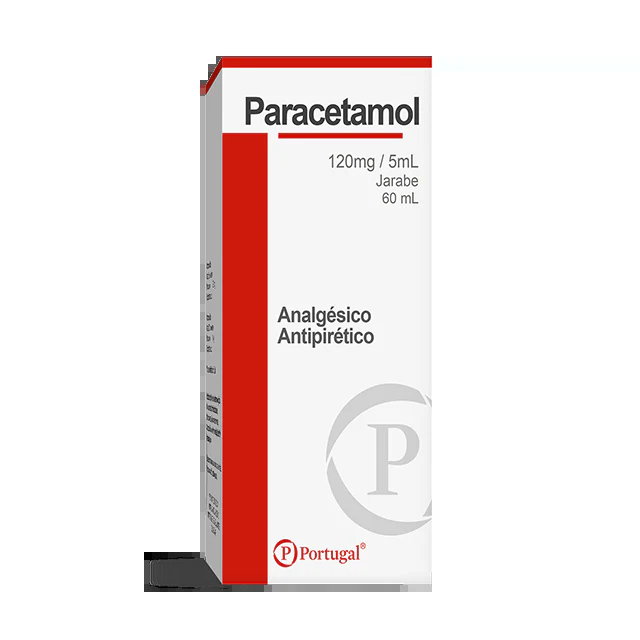 Paracetamol
120mg / 5mL
Jarabe
60 mL
Analgésico
Antipirético
P
P Portugal®